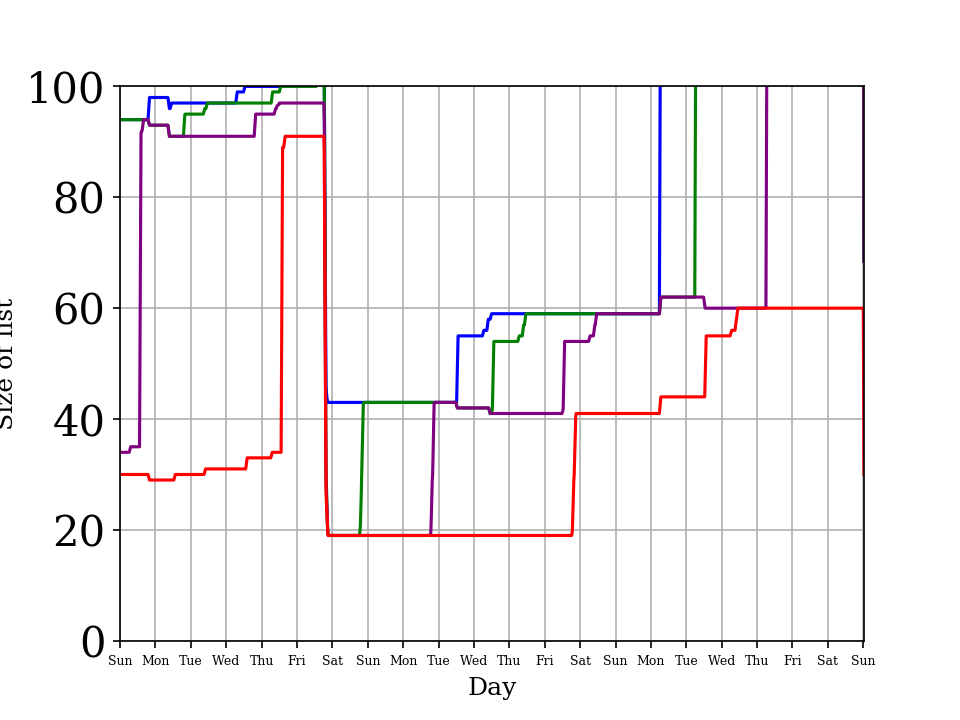 100
80
60
40
20
0
Size of list
Sun Mon Tue Wed Thu Fri Sat Sun Mon Tue Wed Thu Fri Sat Sun Mon Tue Wed Thu Fri Sat Sun
Day